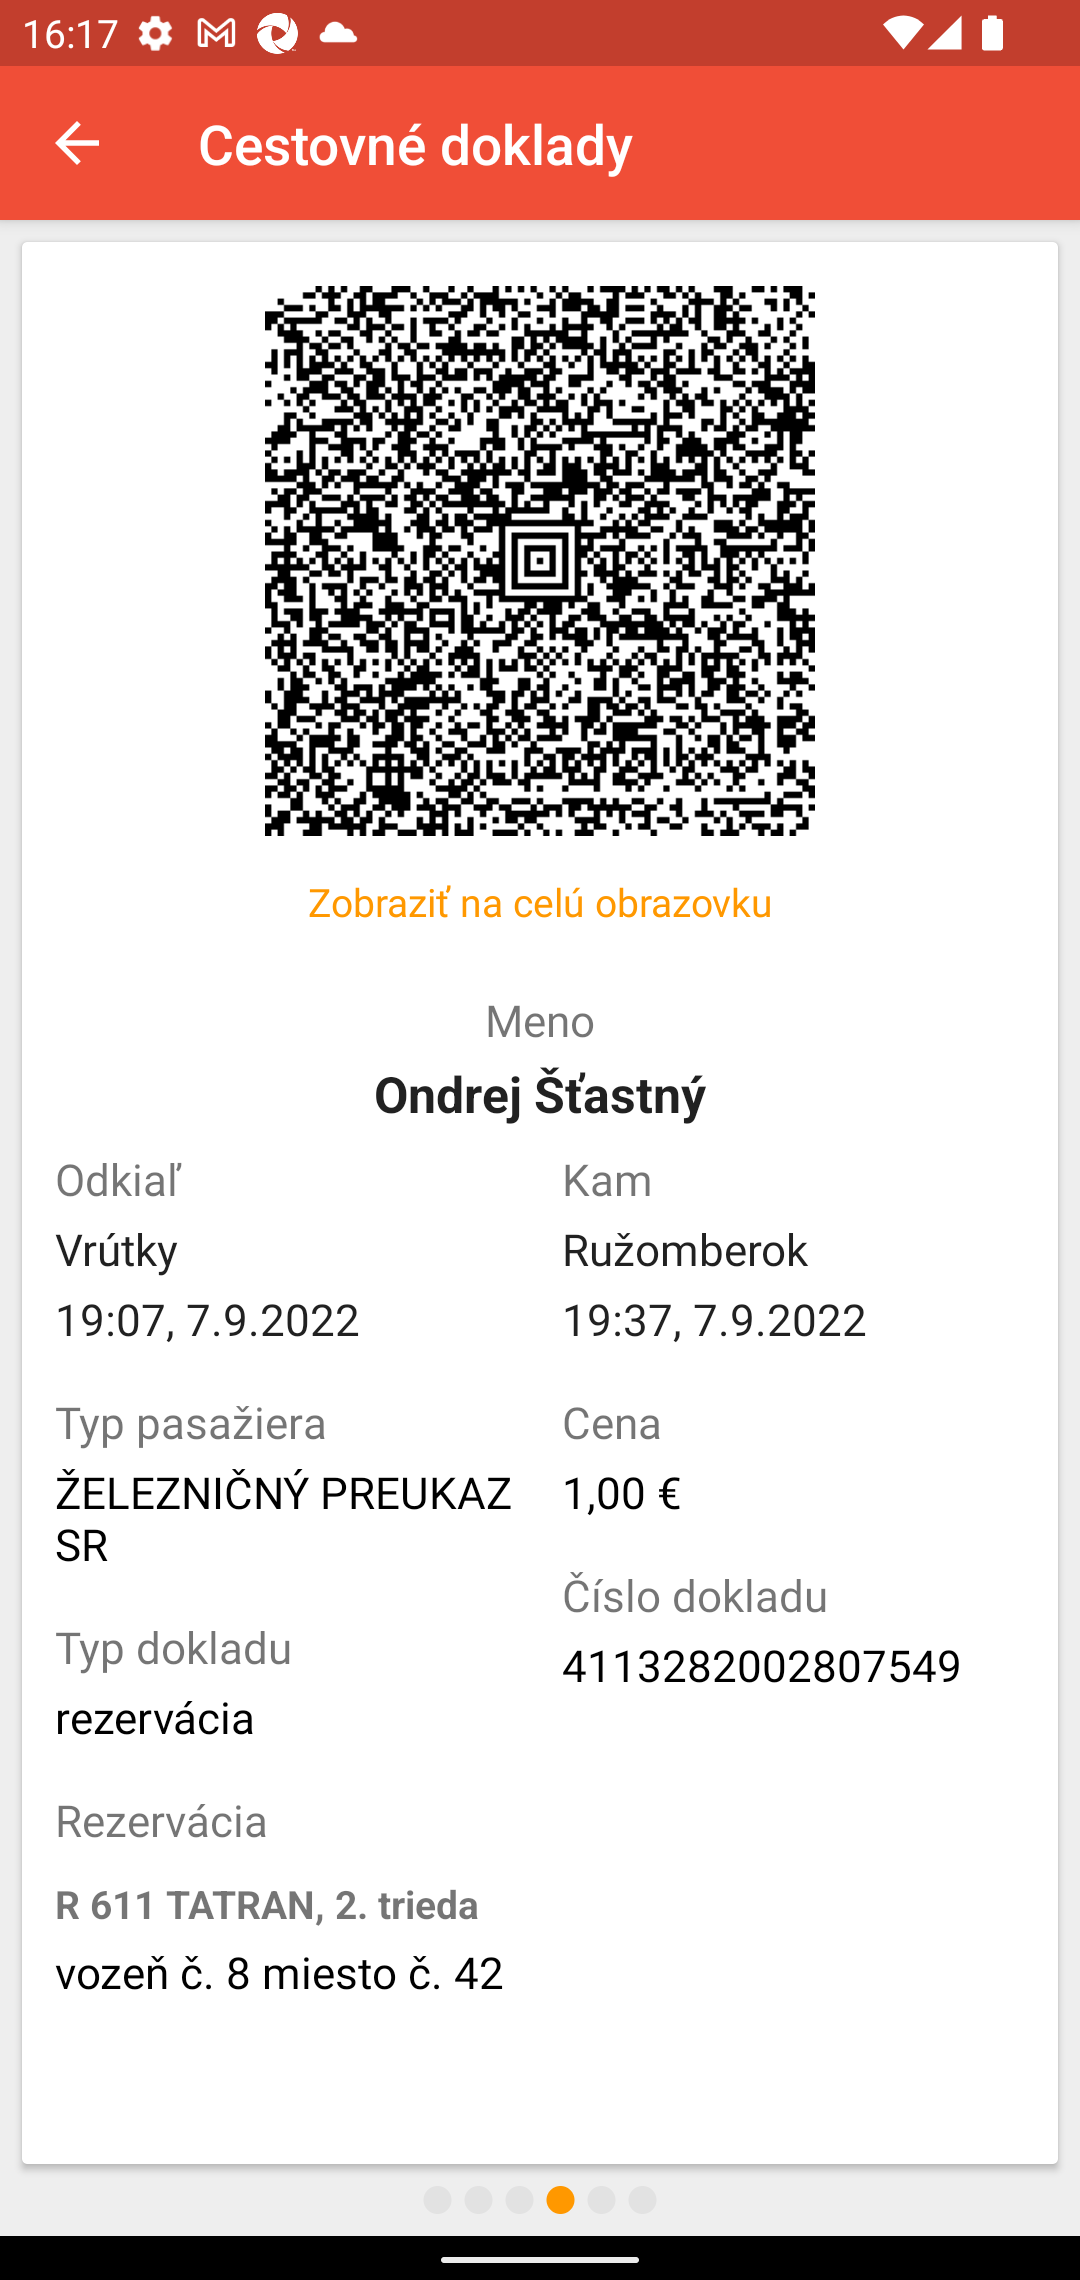 16:17
Cestovné doklady
Zobraziť na celú obrazovku
Meno
Ondrej Šťastný
Odkiaľ
Vrútky
19:07, 7.9.2022
Kam
Ružomberok
19:37, 7.9.2022
Typ pasažiera
ŽELEZNIČNÝ PREUKAZ
SR
Cena
1,00 €
Číslo dokladu
4113282002807549
Typ dokladu
rezervácia
Rezervácia
R 611 TATRAN, 2. trieda
vozeň č. 8 miesto č. 42